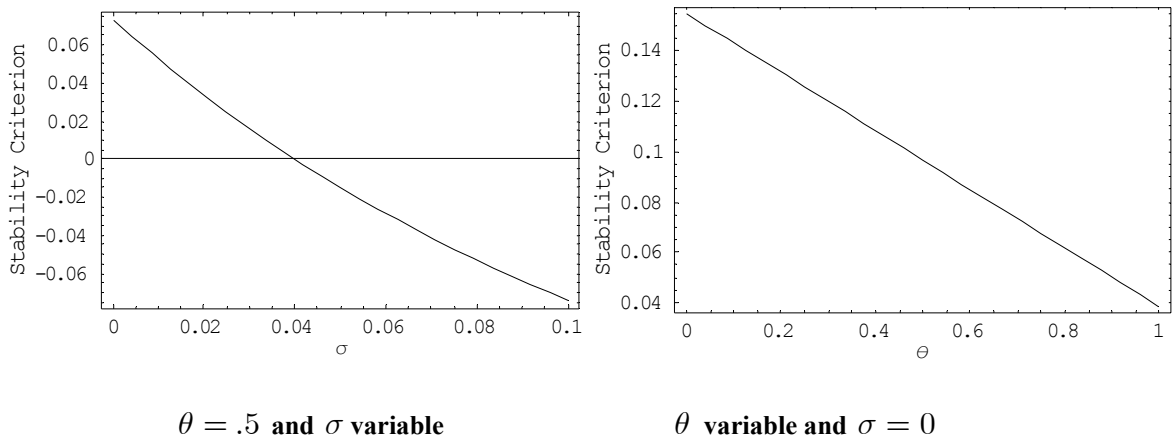 Stability Criterion
0.06
0.04
0.02
0
-0.02
-0.04
-0.06
0 0.02 0.04 0.06 0.08 0.1
σ
Stability Criterion
0.14
0.12
0.1
0.08
0.06
0.04
0 0.2 0.4 0.6 0.8 1
θ
θ = .5 and σ variable
θ variable and σ = 0